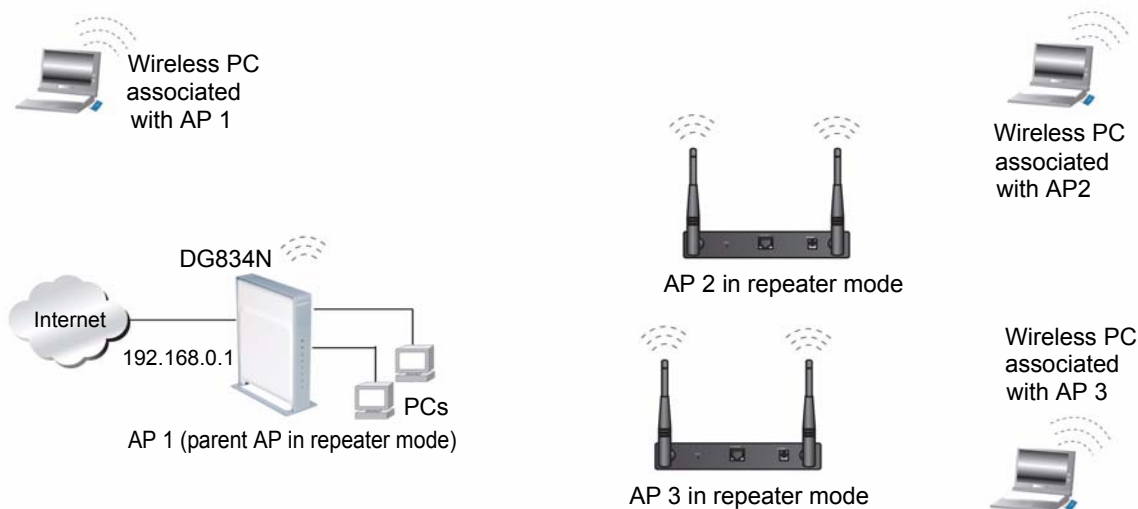 Wireless PC
associated
with AP 1
Wireless PC
associated
with AP2
DG834N
AP 2 in repeater mode
Internet
192.168.0.1
PCs
AP 1 (parent AP in repeater mode)
Wireless PC
associated
with AP 3
AP 3 in repeater mode